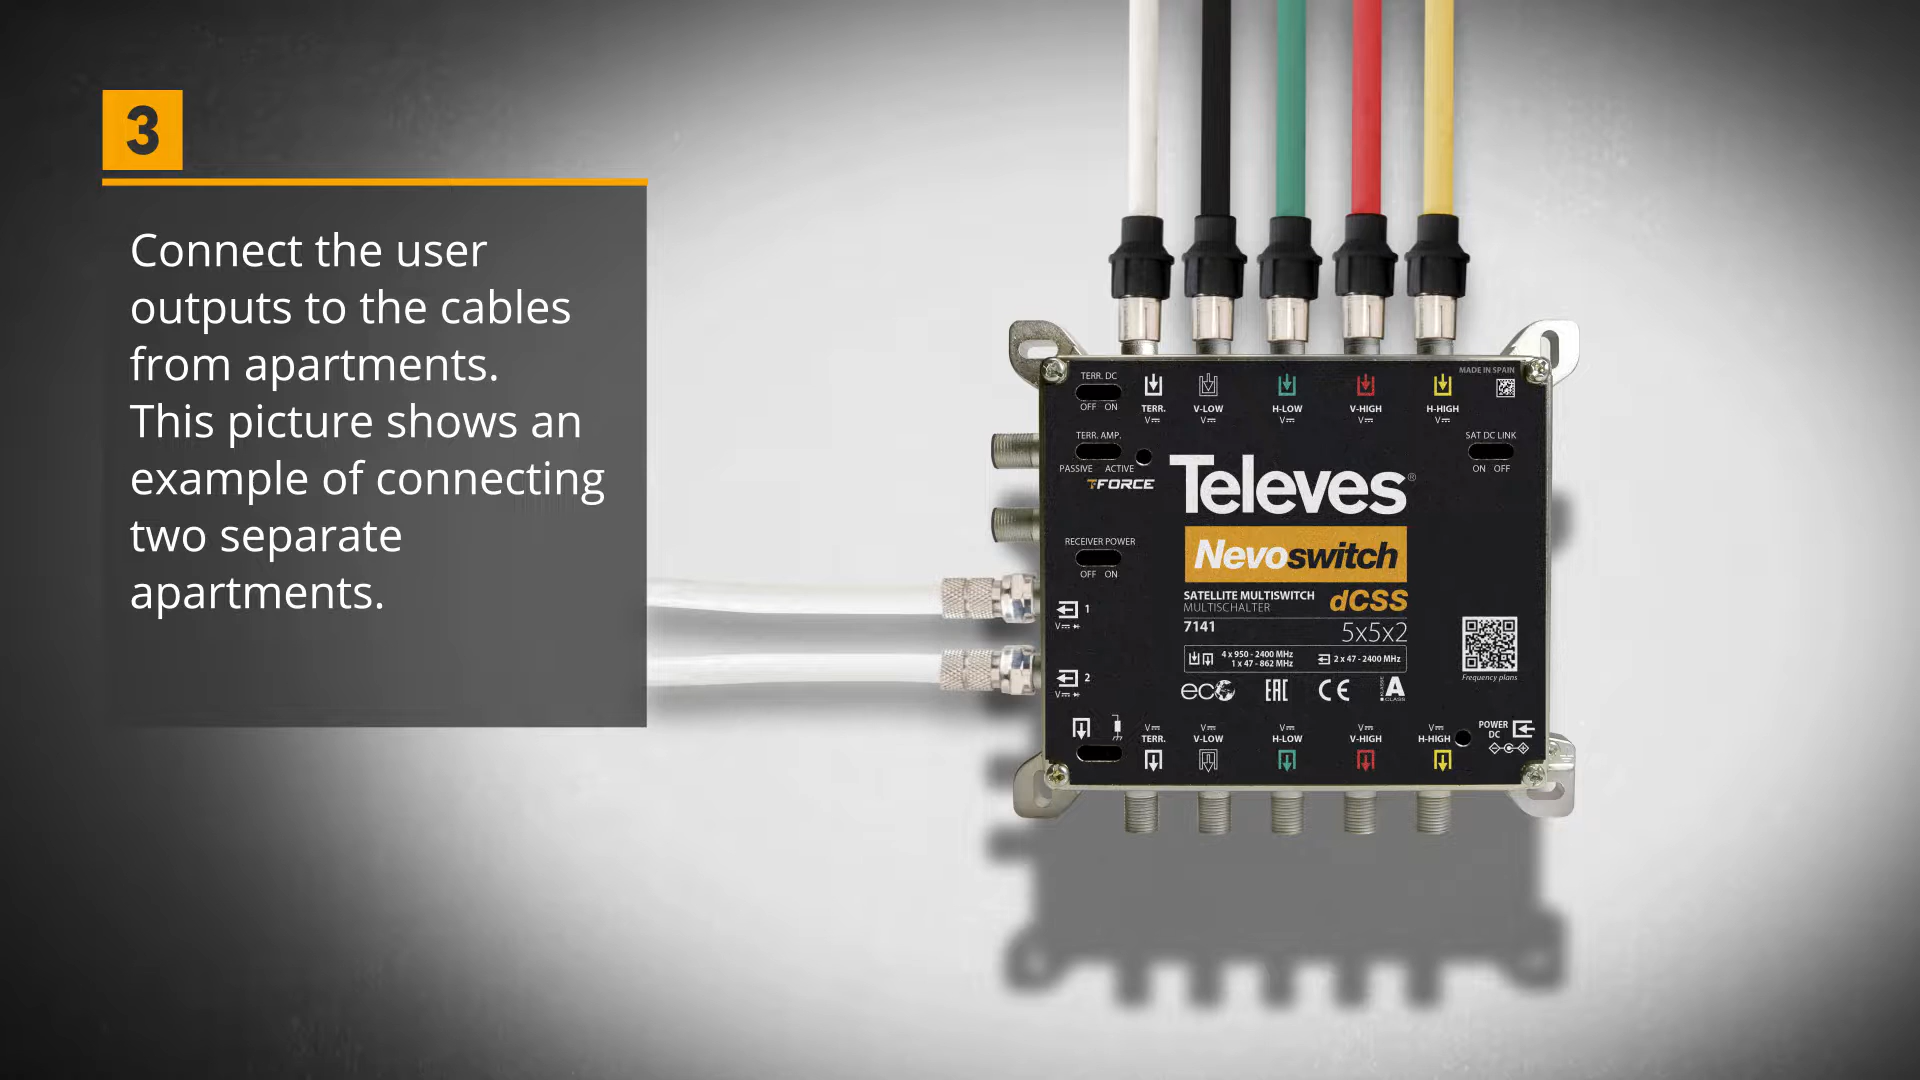 3
Connect the user
outputs to the cables
from apartments.
This picture shows an
example of connecting
two separate
apartments.
MADE IN SPAIN
TERR. DC
OFF ON
TERR. V-LOW H-LOW V-HIGH H-HIGH
V V V V V
TERR. AMP.
PASSIVE ACTIVE
TFORCE
SAT DC LINK
ON OFF
Televes®
Nevoswitch
RECEIVER POWER
OFF ON
SATELLITE MULTISWITCH
MULTISCHALTER
dCSS
7141 5x5x2
4 x 950 - 2400 MHz
1 x 47 - 862 MHz
2 x 47 - 2400 MHz
eco EAC CE KLASSE A CLASS
1
V
2
V
Frequency plans
V V V V V
TERR. V-LOW H-LOW V-HIGH H-HIGH
POWER
DC